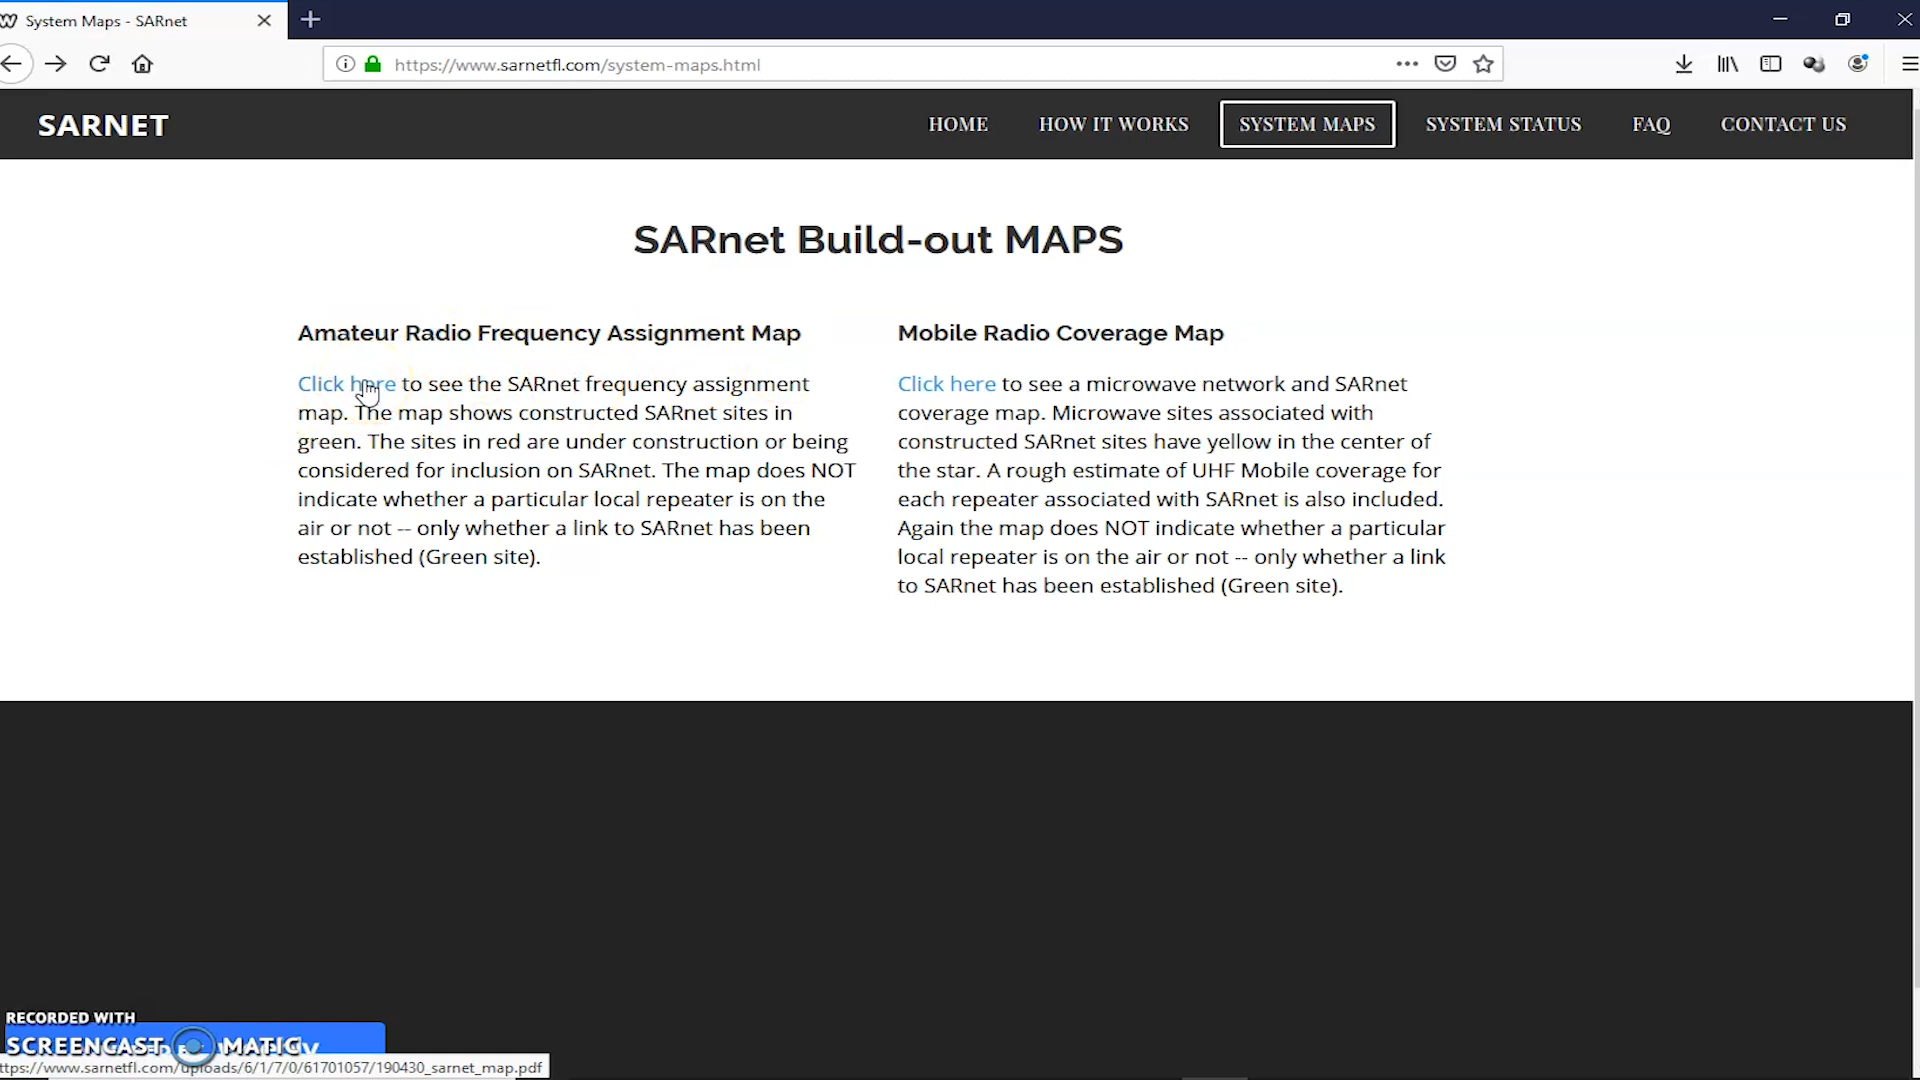 System Maps - SARnet
https://www.sarnetfl.com/system-maps.html
SARNET
HOME HOW IT WORKS SYSTEM MAPS SYSTEM STATUS FAQ CONTACT US
SARnet Build-out MAPS
Amateur Radio Frequency Assignment Map
Click here to see the SARnet frequency assignment
map. The map shows constructed SARnet sites in
green. The sites in red are under construction or being
considered for inclusion on SARnet. The map does NOT
indicate whether a particular local repeater is on the
air or not -- only whether a link to SARnet has been
established (Green site).
Mobile Radio Coverage Map
Click here to see a microwave network and SARnet
coverage map. Microwave sites associated with
constructed SARnet sites have yellow in the center of
the star. A rough estimate of UHF Mobile coverage for
each repeater associated with SARnet is also included.
Again the map does NOT indicate whether a particular
local repeater is on the air or not -- only whether a link
to SARnet has been established (Green site).
RECORDED WITH
SCREENCAST MATIC
ttps://www.sarnetfl.com/uploads/6/1/7/0/61701057/190430_sarnet_map.pdf